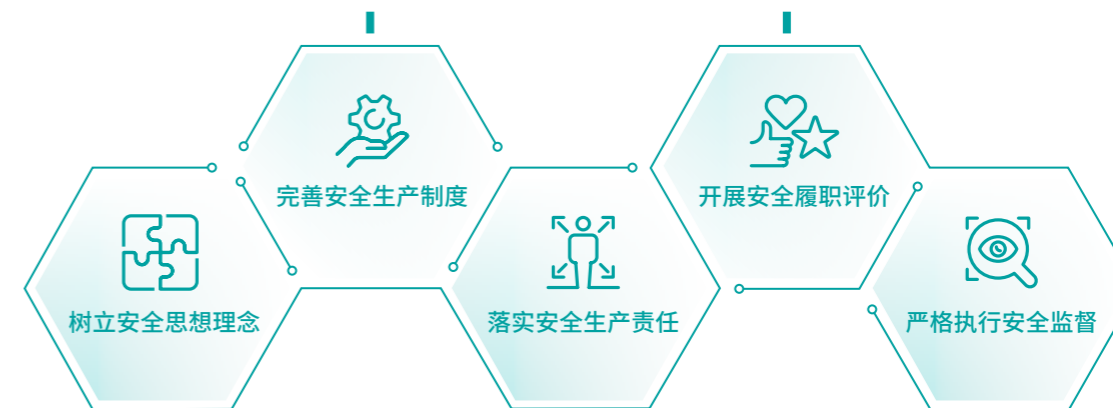 树立安全思想理念
完善安全生产制度
落实安全生产责任
开展安全履职评价
严格执行安全监督